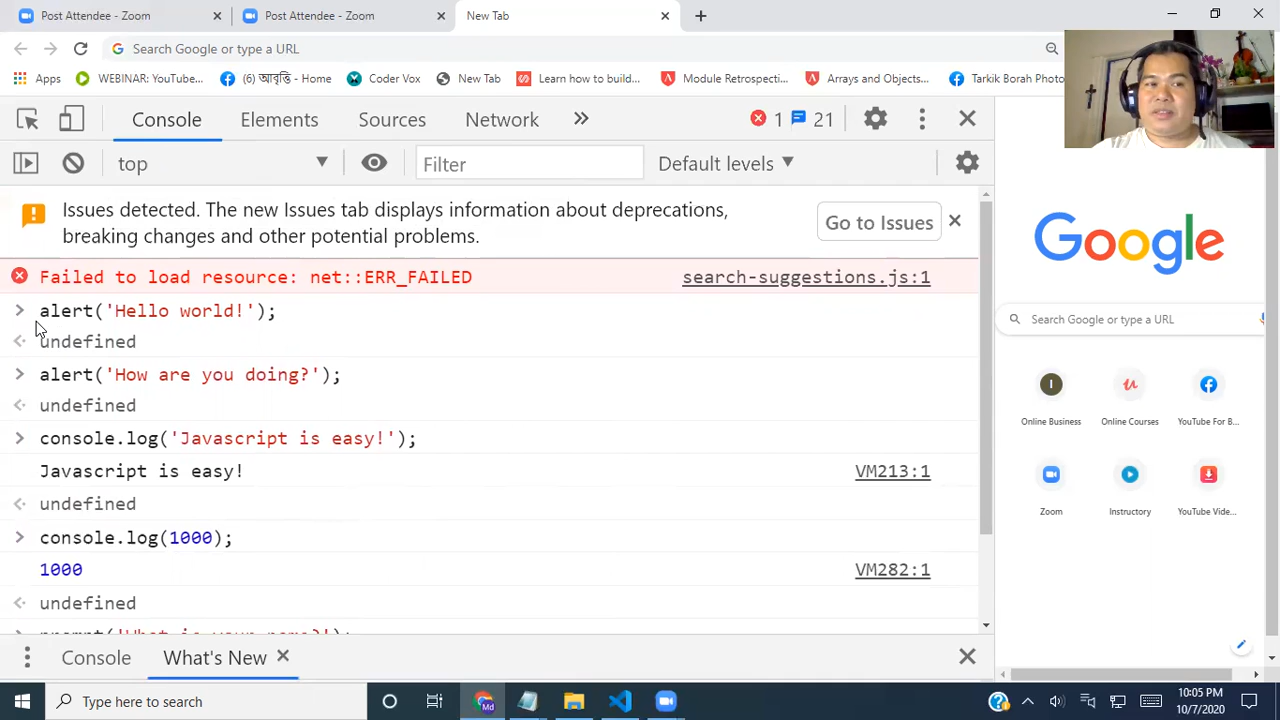 Post Attendee - Zoom
Post Attendee - Zoom
New Tab
Search Google or type a URL
Apps
WEBINAR: YouTube...
(6) আবৃত্তি - Home
Coder Vox
New Tab
Learn how to build...
Module Retrospecti...
Arrays and Objects...
Tarkik Borah Photo
Console
Elements
Sources
Network
1
21
top
Filter
Default levels
Issues detected. The new Issues tab displays information about deprecations,
breaking changes and other potential problems.
Go to Issues
Failed to load resource: net::ERR_FAILED
search-suggestions.js:1
alert('Hello world!');
undefined
alert('How are you doing?');
undefined
console.log('Javascript is easy!');
Javascript is easy!
VM213:1
undefined
console.log(1000);
1000
VM282:1
undefined
prompt('What is your name?');
Console
What's New
Google
Search Google or type a URL
I
Online Business
Online Courses
YouTube For B...
Zoom
Instructory
YouTube Vide...
Type here to search
Md
10:05 PM
10/7/2020